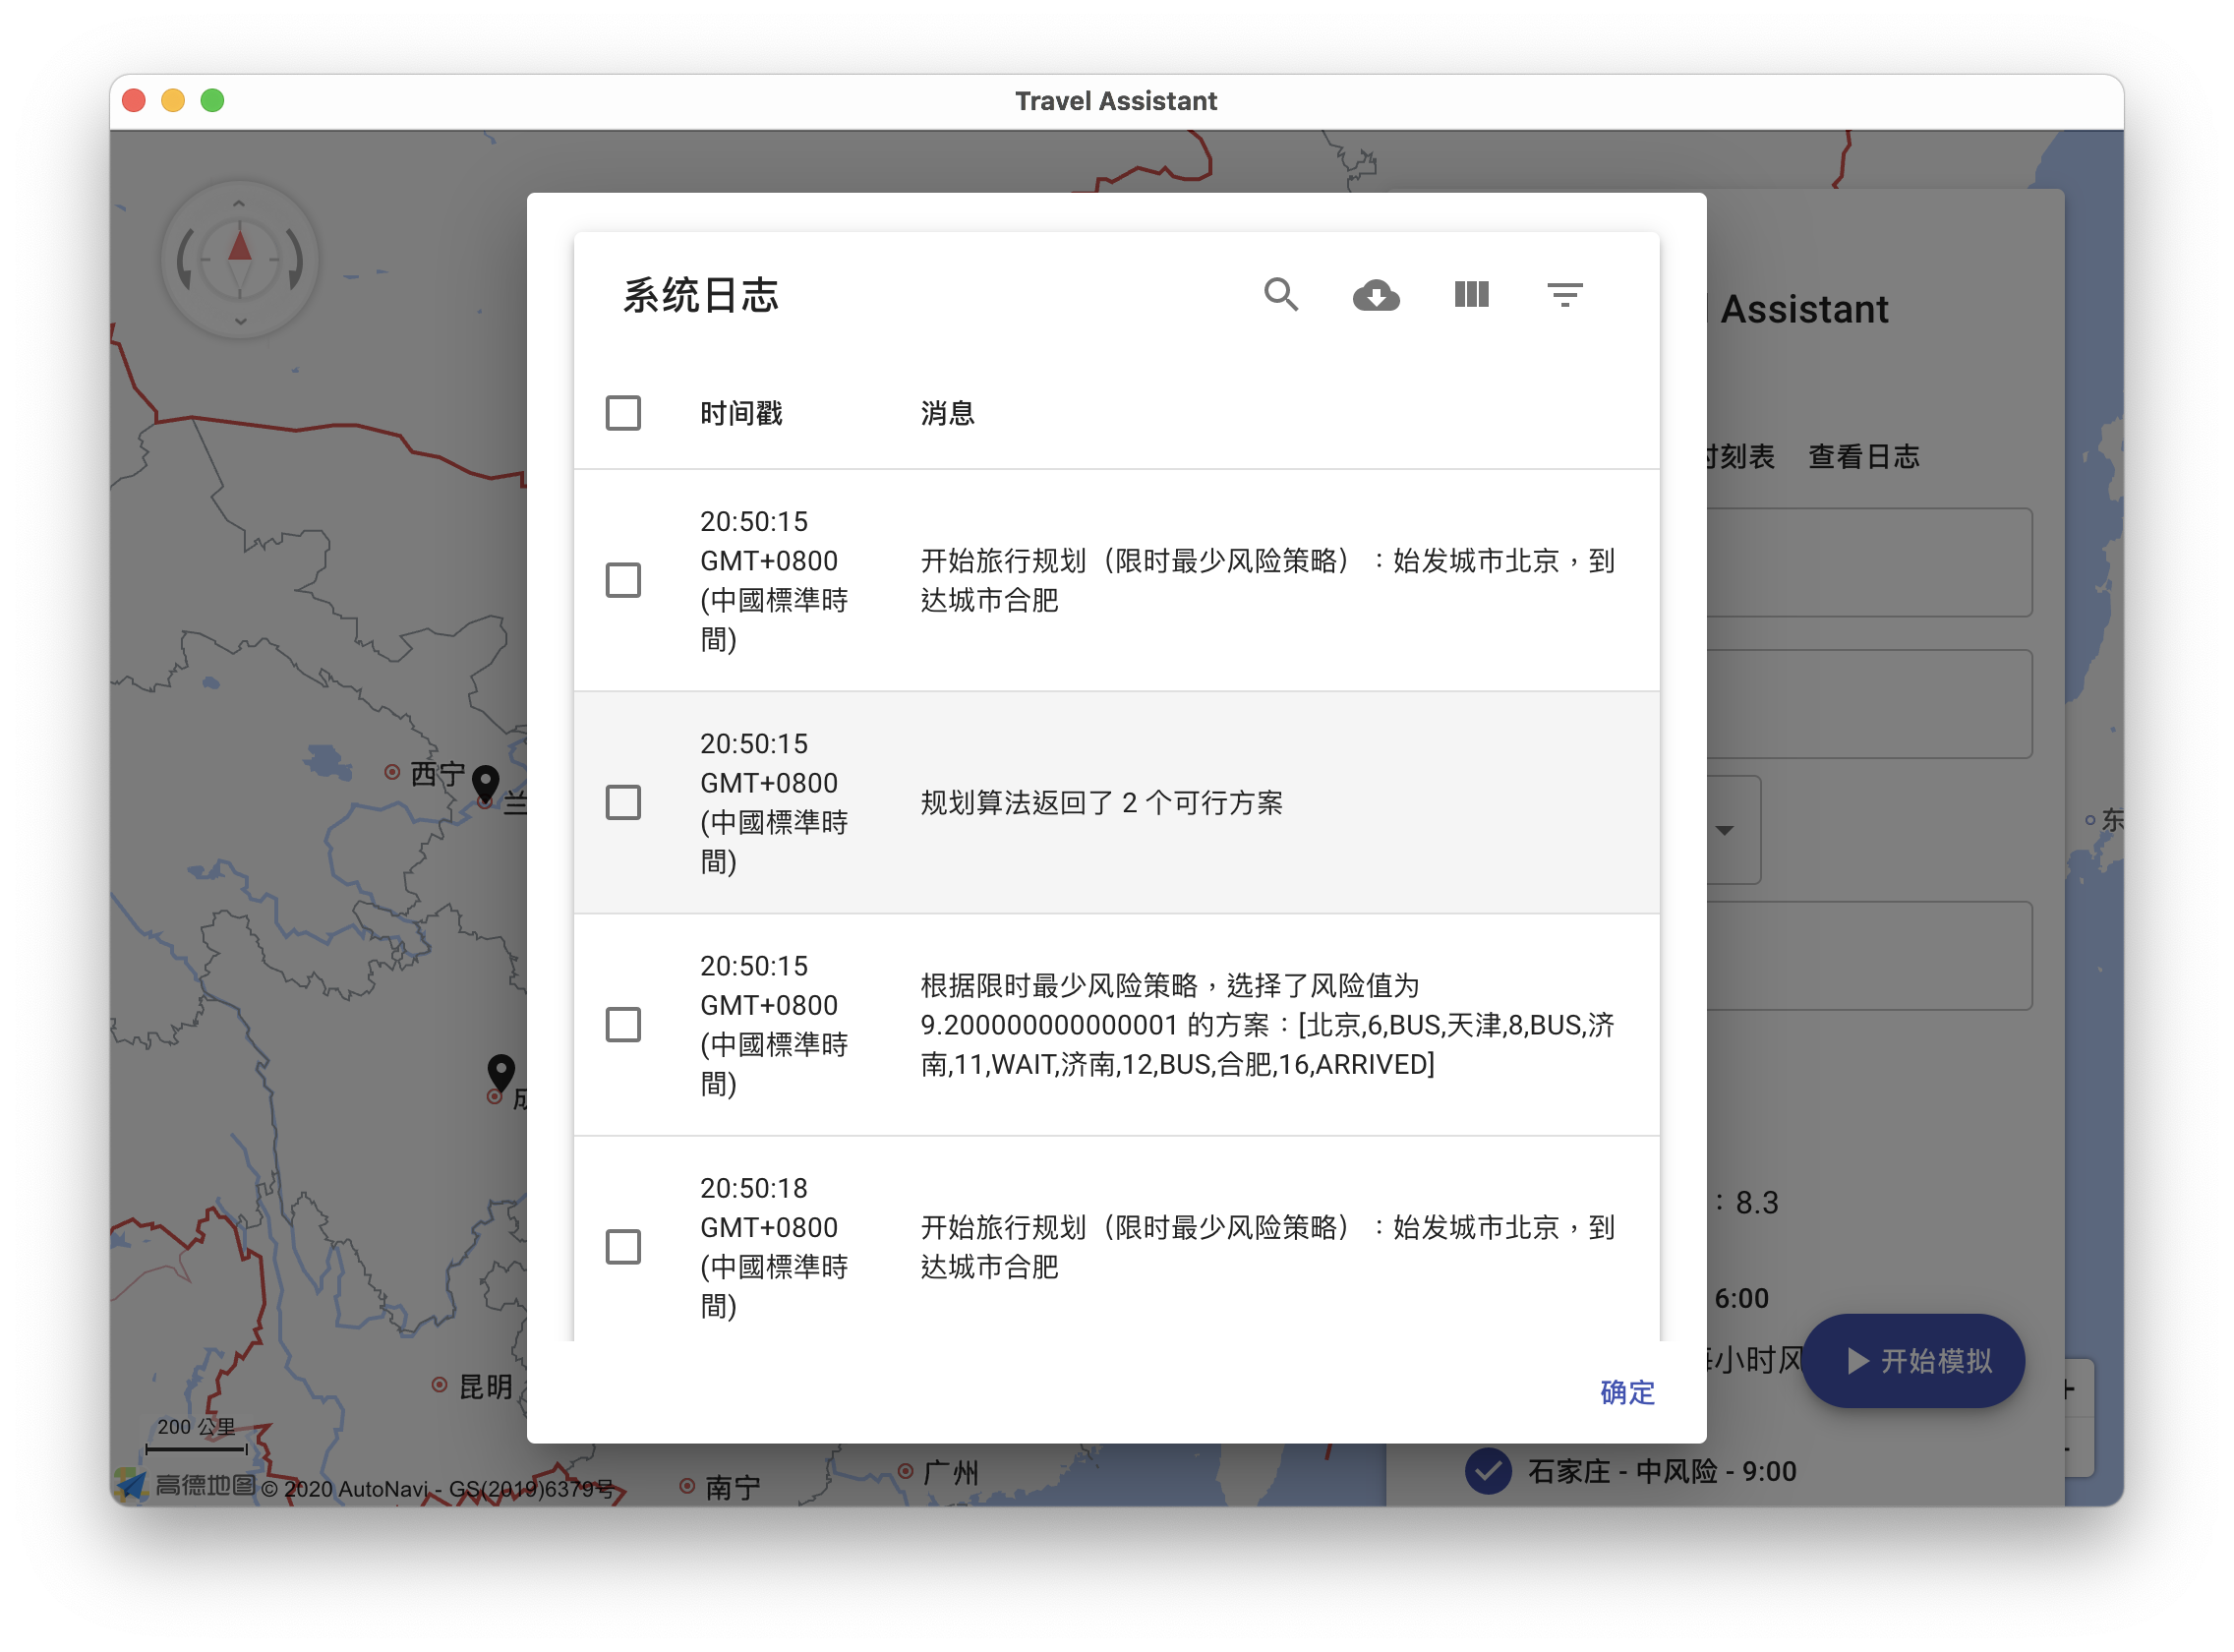 Travel Assistant
系统日志
时间戳 消息
20:50:15
GMT+0800
(中國標準時
間)
开始旅行规划（限时最少风险策略）：始发城市北京，到
达城市合肥
20:50:15
GMT+0800
(中國標準時
間)
规划算法返回了 2 个可行方案
20:50:15
GMT+0800
(中國標準時
間)
根据限时最少风险策略，选择了风险值为
9.200000000000001 的方案：[北京,6,BUS,天津,8,BUS,济
南,11,WAIT,济南,12,BUS,合肥,16,ARRIVED]
20:50:18
GMT+0800
(中國標準時
間)
开始旅行规划（限时最少风险策略）：始发城市北京，到
达城市合肥
确定
Assistant
时刻表 查看日志
：8.3
6:00
小时风
开始模拟
石家庄 - 中风险 - 9:00
西宁
兰
昆明
南宁
广州
东
200 公里
高德地图 © 2020 AutoNavi - GS(2019)6379号